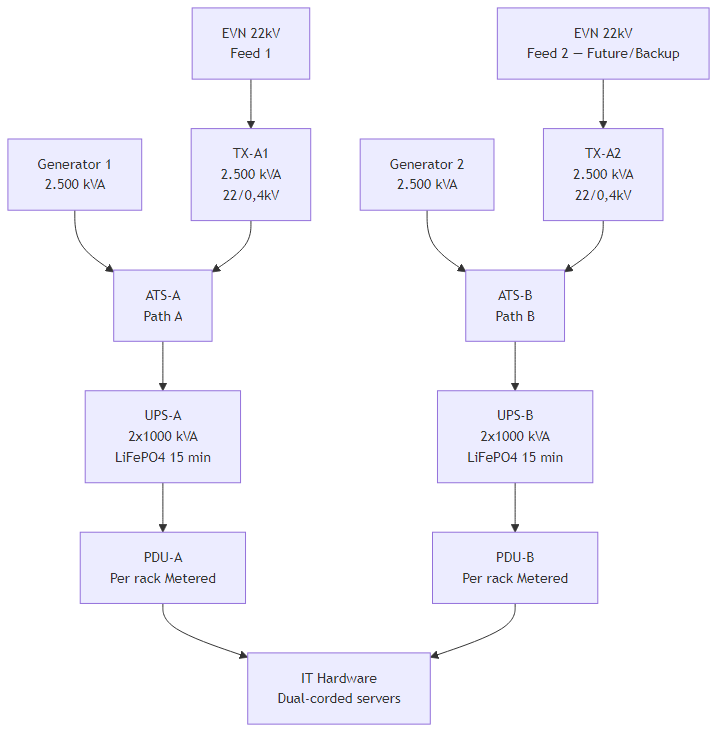 EVN 22kV
Feed 1
EVN 22kV
Feed 2 — Future/Backup
Generator 1
2.500 kVA
TX-A1
2.500 kVA
22/0,4kV
Generator 2
2.500 kVA
TX-A2
2.500 kVA
22/0,4kV
ATS-A
Path A
ATS-B
Path B
UPS-A
2x1000 kVA
LiFePO4 15 min
UPS-B
2x1000 kVA
LiFePO4 15 min
PDU-A
Per rack Metered
PDU-B
Per rack Metered
IT Hardware
Dual-corded servers